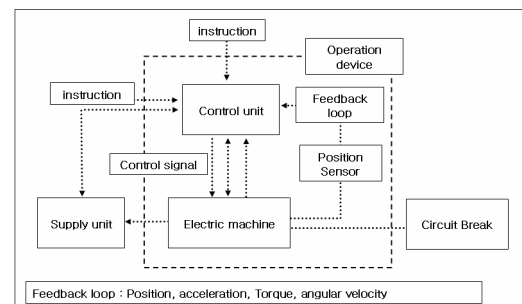 instruction
Operation
device
instruction
Control unit
Feedback
loop
Control signal
Position
Sensor
Supply unit
Electric machine
Circuit Break
Feedback loop : Position, acceleration, Torque, angular velocity